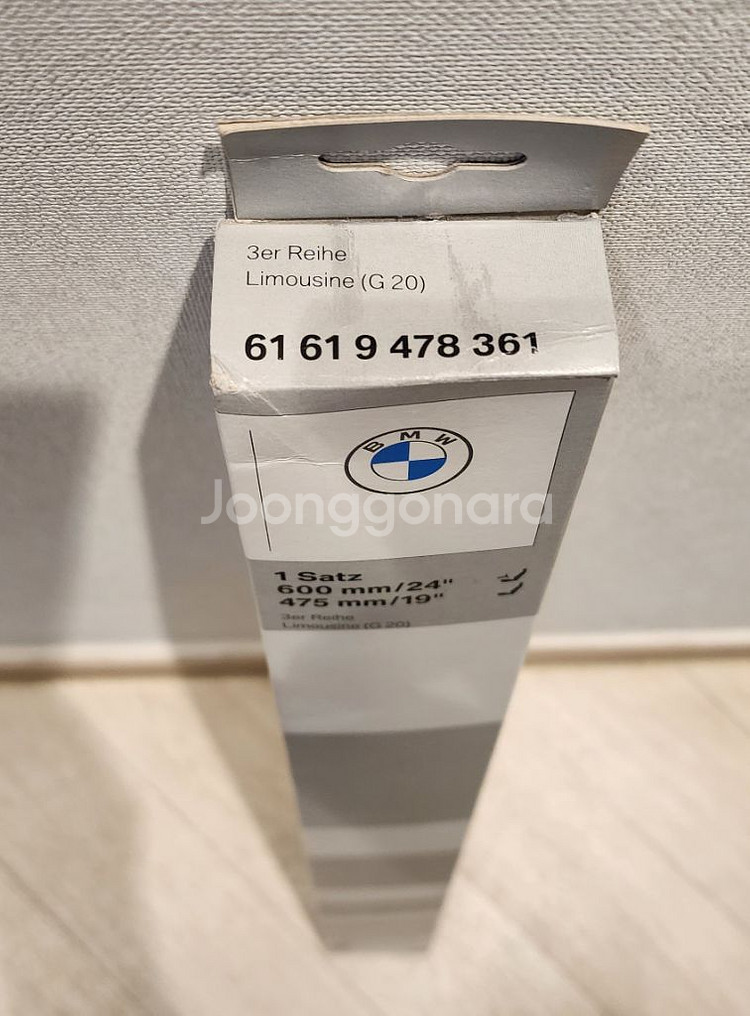 3er Reihe
Limousine (G 20)
61 61 9 478 361
BMW
Joonggonara
1 Satz
600 mm/24"
475 mm/19"
3er Reihe
Limousine (G 20)